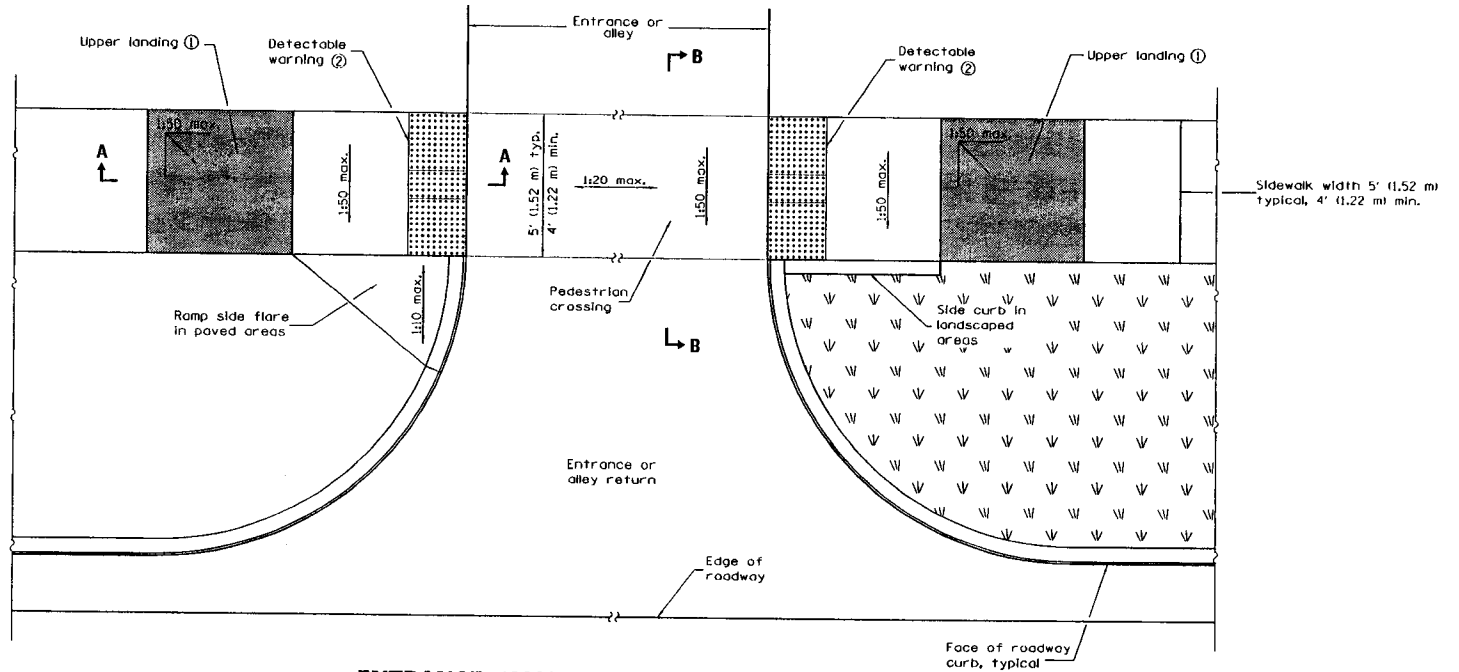 Entrance or
alley
Upper landing ①
Detectable
warning ②
B
Detectable
warning ②
Upper landing ①
1:50 max.
1:50 max.
A
A
1:50 max.
5' (1.52 m) typ.
4' (1.22 m) min.
1:20 max.
1:50 max.
1:50 max.
Sidewalk width 5' (1.52 m)
typical, 4' (1.22 m) min.
Ramp side flare
in paved areas
1:10 max.
Pedestrian
crossing
Side curb in
landscaped
areas
B
Entrance or
alley return
Edge of
roadway
Face of roadway
curb, typical